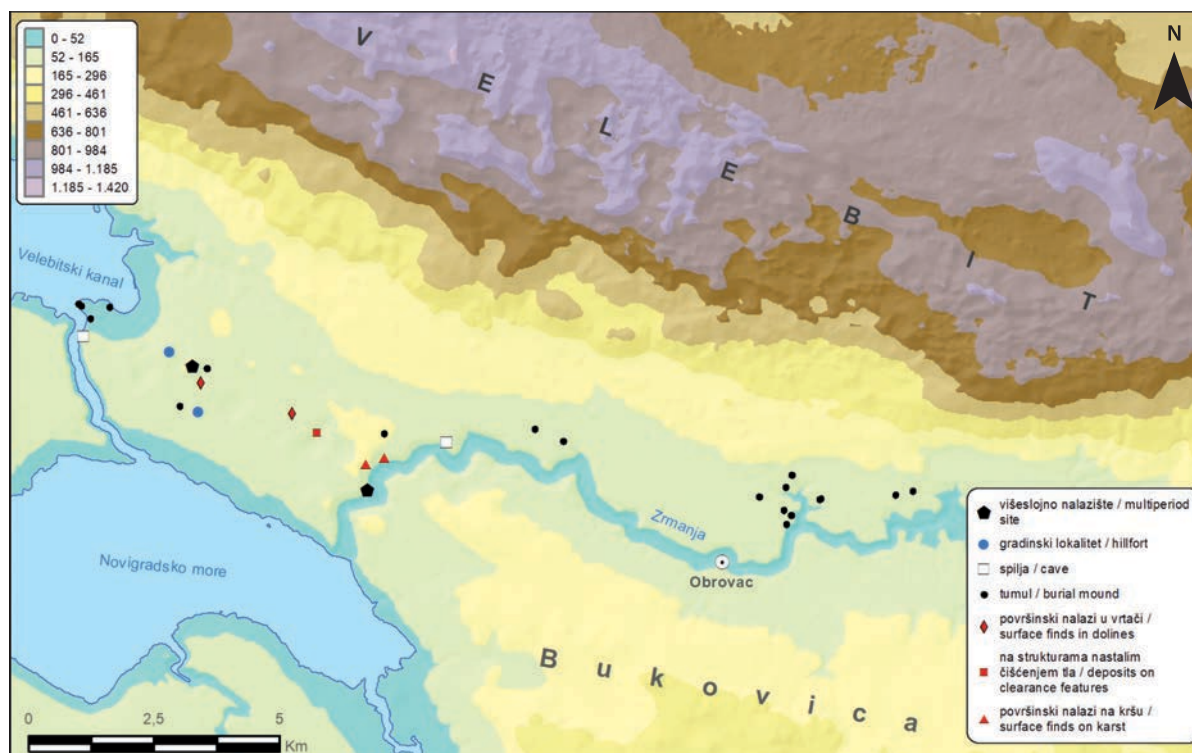 0 - 52
52 - 165
165 - 296
296 - 461
461 - 636
636 - 801
801 - 984
984 - 1.185
1.185 - 1.420
N
VELEBIT
Velebitski kanal
Novigradsko more
Zrmanja
Obrovac
Bukovica
višeslojno nalazište / multiperiod
site
gradinski lokalitet / hillfort
spilja / cave
tumul / burial mound
površinski nalazi u vrtači /
surface finds in dolines
na strukturama nastalim
čišćenjem tla / deposits on
clearance features
površinski nalazi na kršu /
surface finds on karst
0 2,5 5
Km